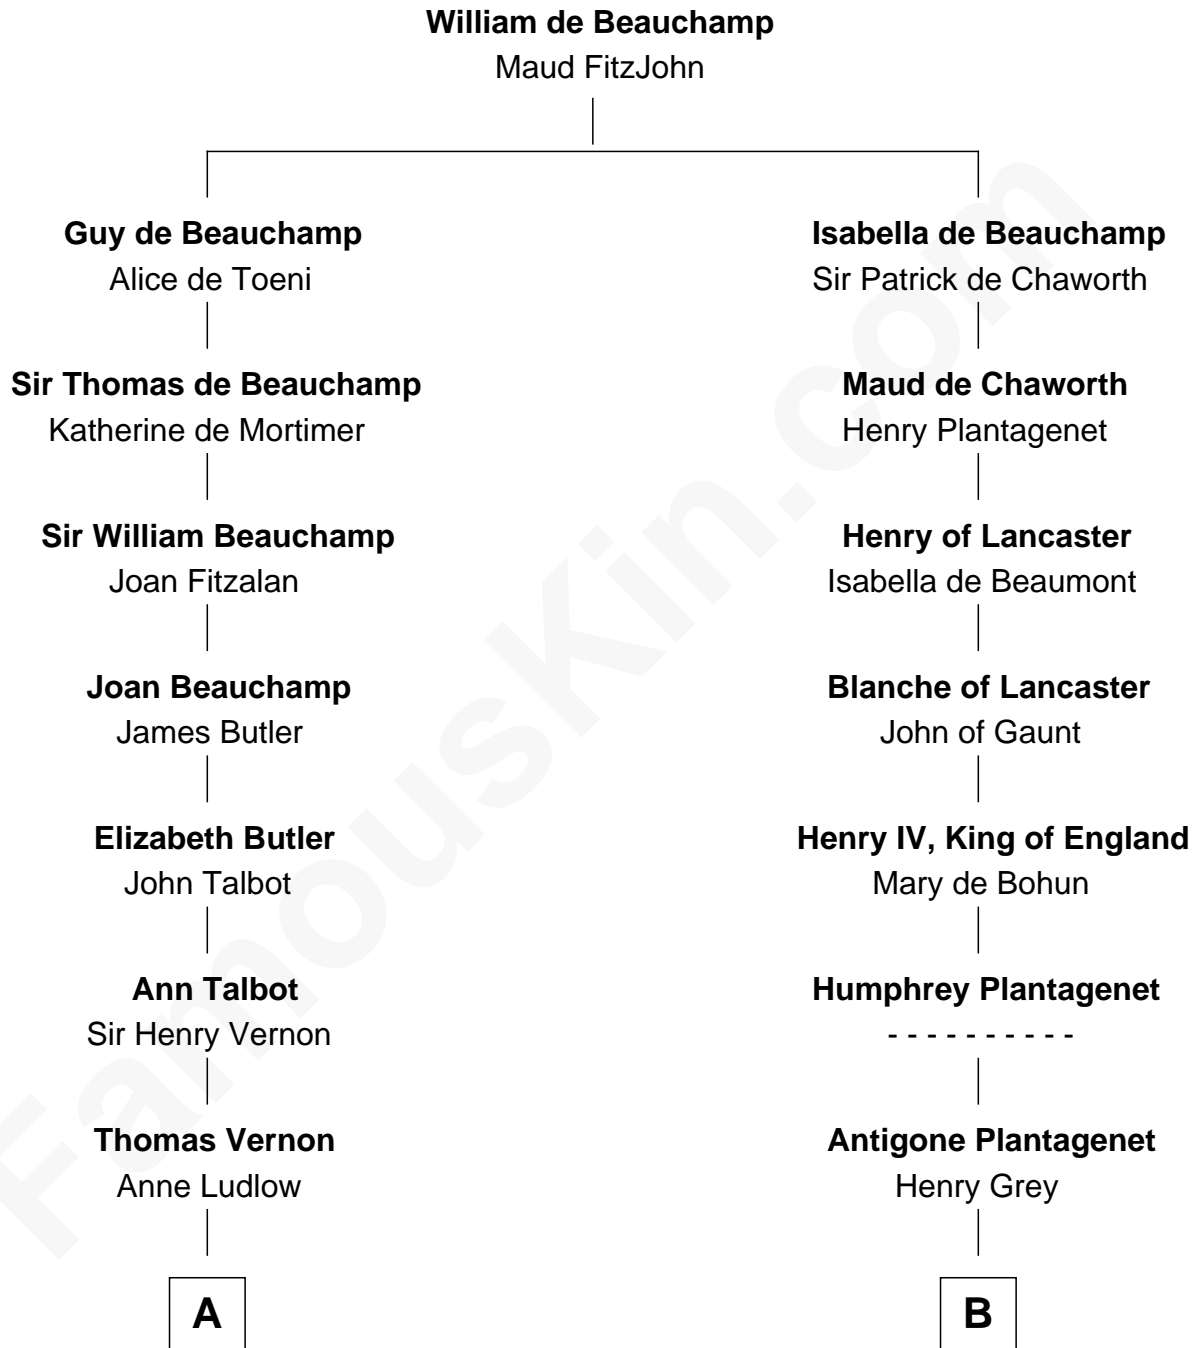 William de Beauchamp
Maud FitzJohn
Guy de Beauchamp
Alice de Toeni
Isabella de Beauchamp
Sir Patrick de Chaworth
Sir Thomas de Beauchamp
Katherine de Mortimer
Maud de Chaworth
Henry Plantagenet
Sir William Beauchamp
Joan Fitzalan
Henry of Lancaster
Isabella de Beaumont
Joan Beauchamp
James Butler
Blanche of Lancaster
John of Gaunt
Elizabeth Butler
John Talbot
Henry IV, King of England
Mary de Bohun
Ann Talbot
Sir Henry Vernon
Humphrey Plantagenet
- - - - - - - - - -
Thomas Vernon
Anne Ludlow
Antigone Plantagenet
Henry Grey
A
B
FamousKin.com